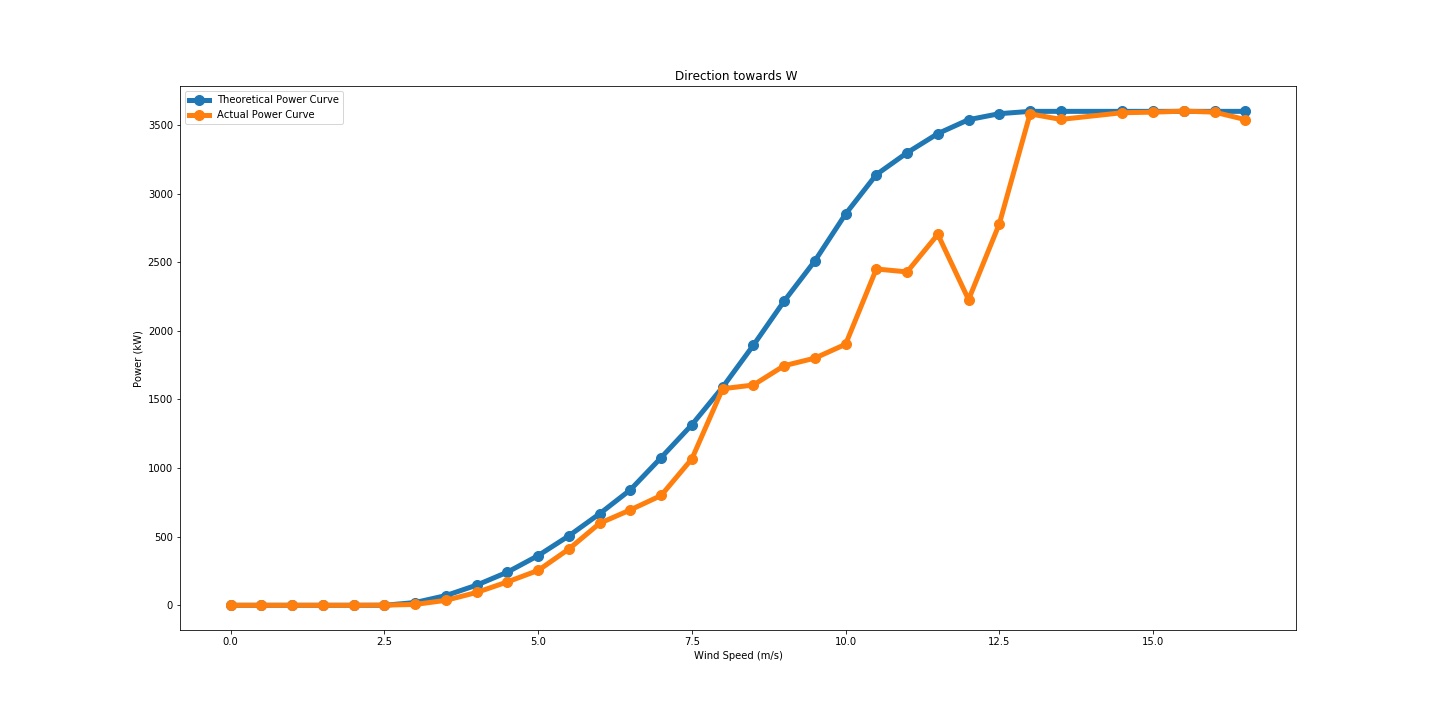 Direction towards W
Theoretical Power Curve
Actual Power Curve
3500
3000
2500
2000
1500
1000
500
0
Power (kW)
0.0 2.5 5.0 7.5 10.0 12.5 15.0
Wind Speed (m/s)